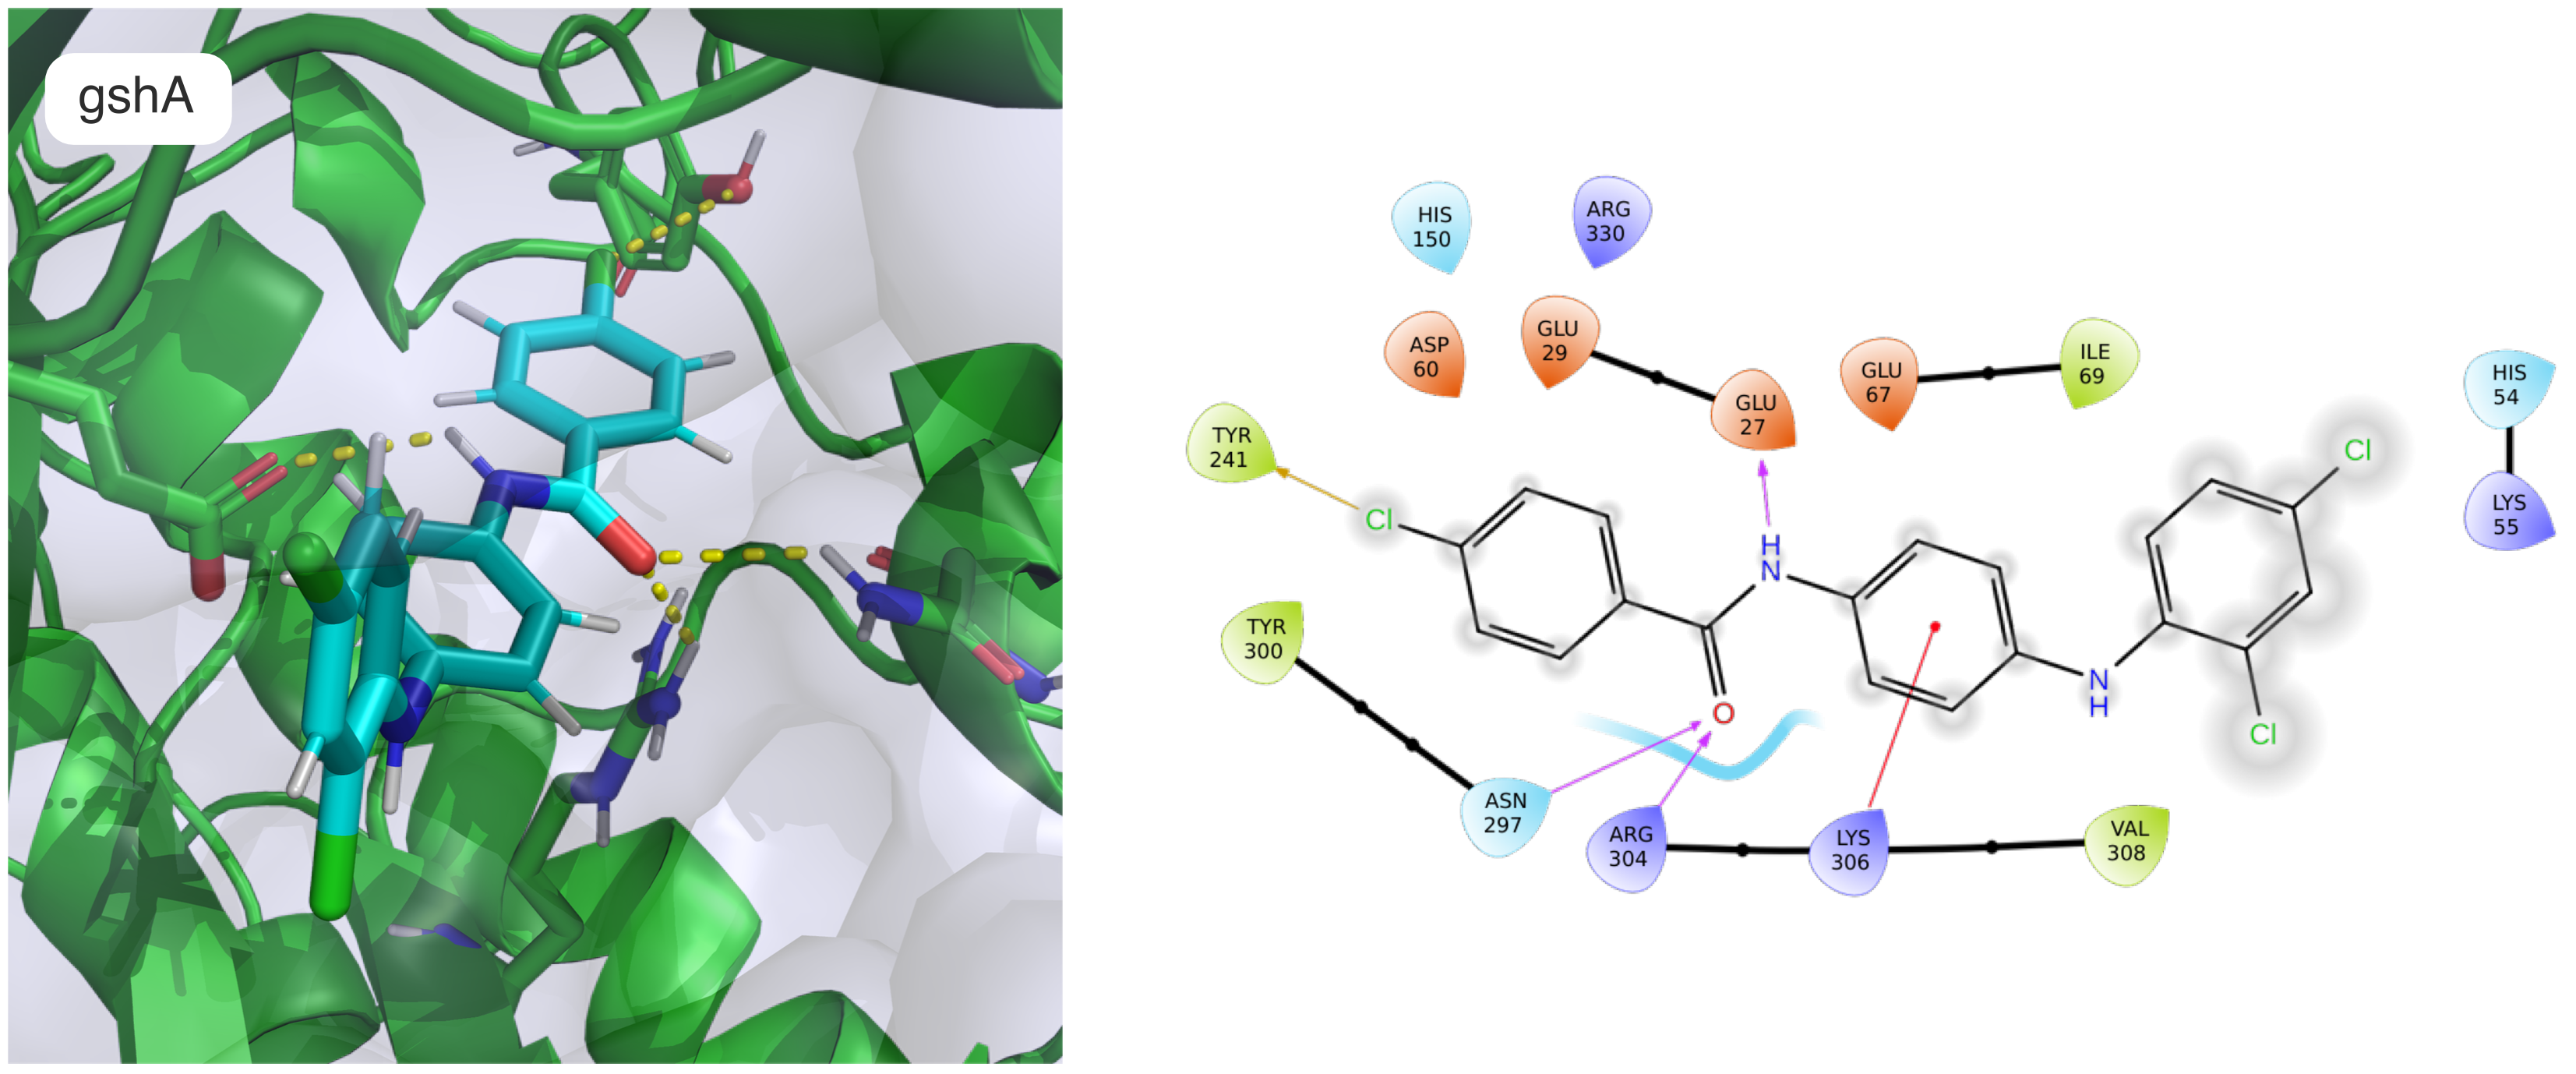 gshA
HIS
150
ARG
330
ASP
60
GLU
29
GLU
27
GLU
67
ILE
69
HIS
54
LYS
55
TYR
241
Cl
Cl
H
N
TYR
300
O
N
H
Cl
ASN
297
ARG
304
LYS
306
VAL
308